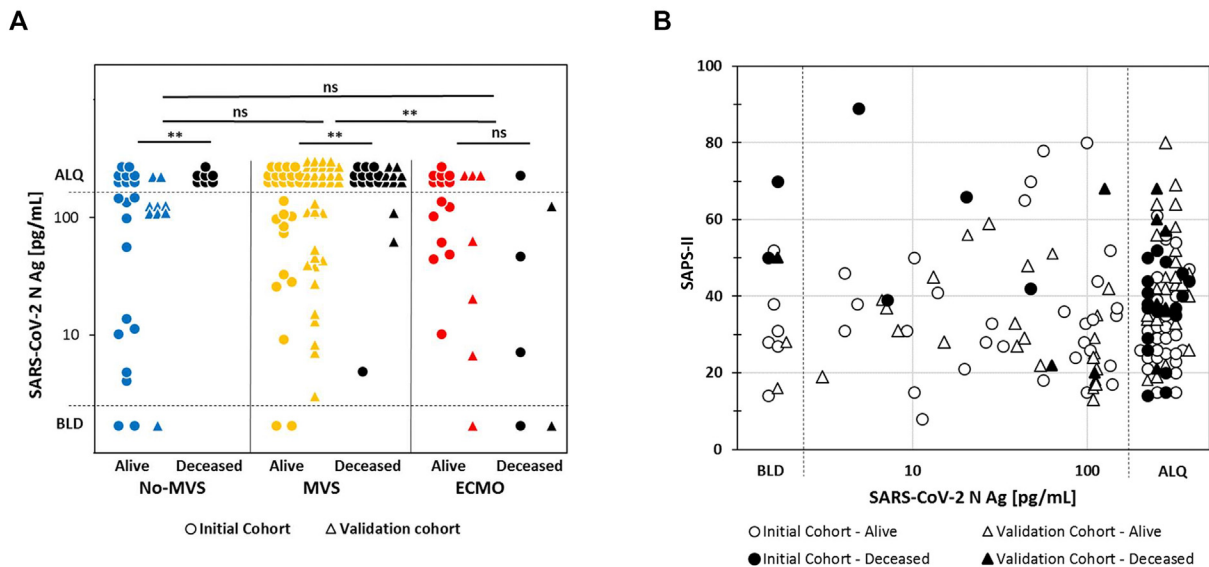 A
ns
ns
**
**
**
ns
ALQ
100
10
BLD
SARS-CoV-2 N Ag [pg/mL]
Alive Deceased Alive Deceased Alive Deceased
No-MVS MVS ECMO
○ Initial Cohort △ Validation cohort
B
100
80
60
40
20
0
SAPS-II
BLD 10 100 ALQ
SARS-CoV-2 N Ag [pg/mL]
○ Initial Cohort - Alive △ Validation Cohort - Alive
● Initial Cohort - Deceased ▲ Validation Cohort - Deceased